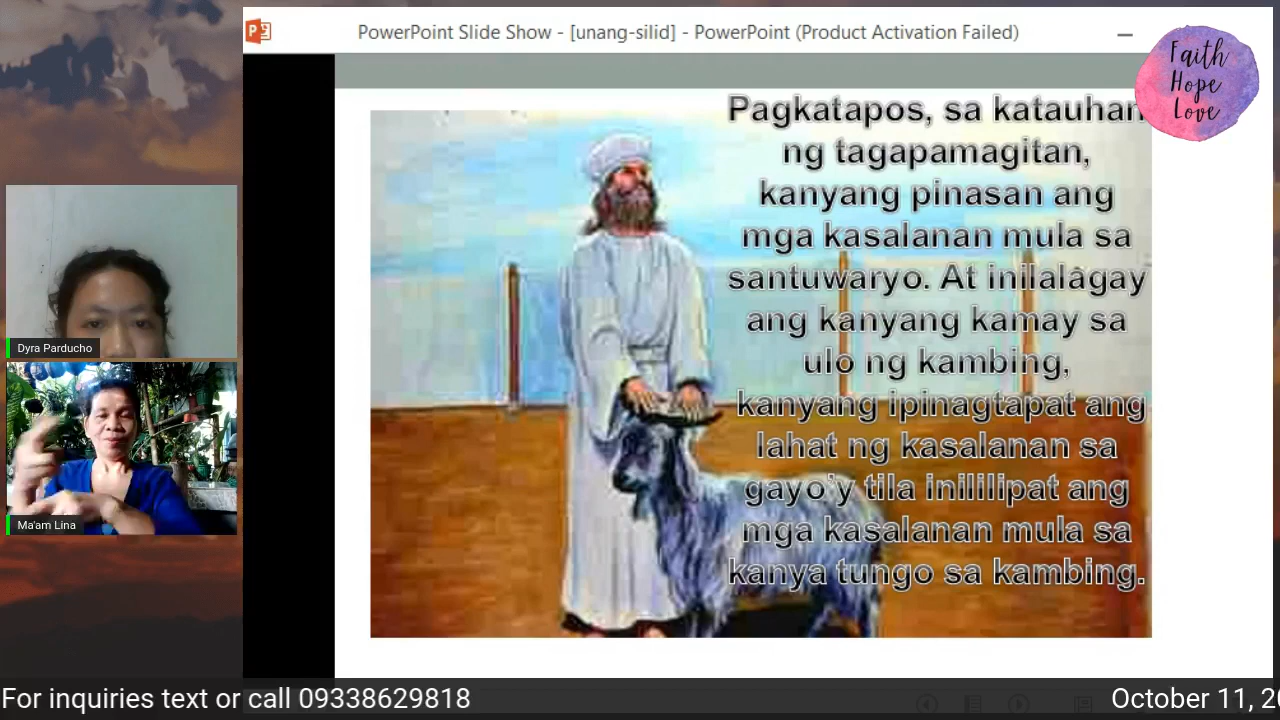 PowerPoint Slide Show - [unang-silid] - PowerPoint (Product Activation Failed)
Faith
Hope
Love
Pagkatapos, sa katauhan
ng tagapamagitan,
kanyang pinasan ang
mga kasalanan mula sa
santuwaryo. At inilalagay
ang kanyang kamay sa
ulo ng kambing,
kanyang ipinagtapat ang
lahat ng kasalanan sa
gayo'y tila inililipat ang
mga kasalanan mula sa
kanya tungo sa kambing.
Dyra Parducho
Ma'am Lina
For inquiries text or call 09338629818
October 11,